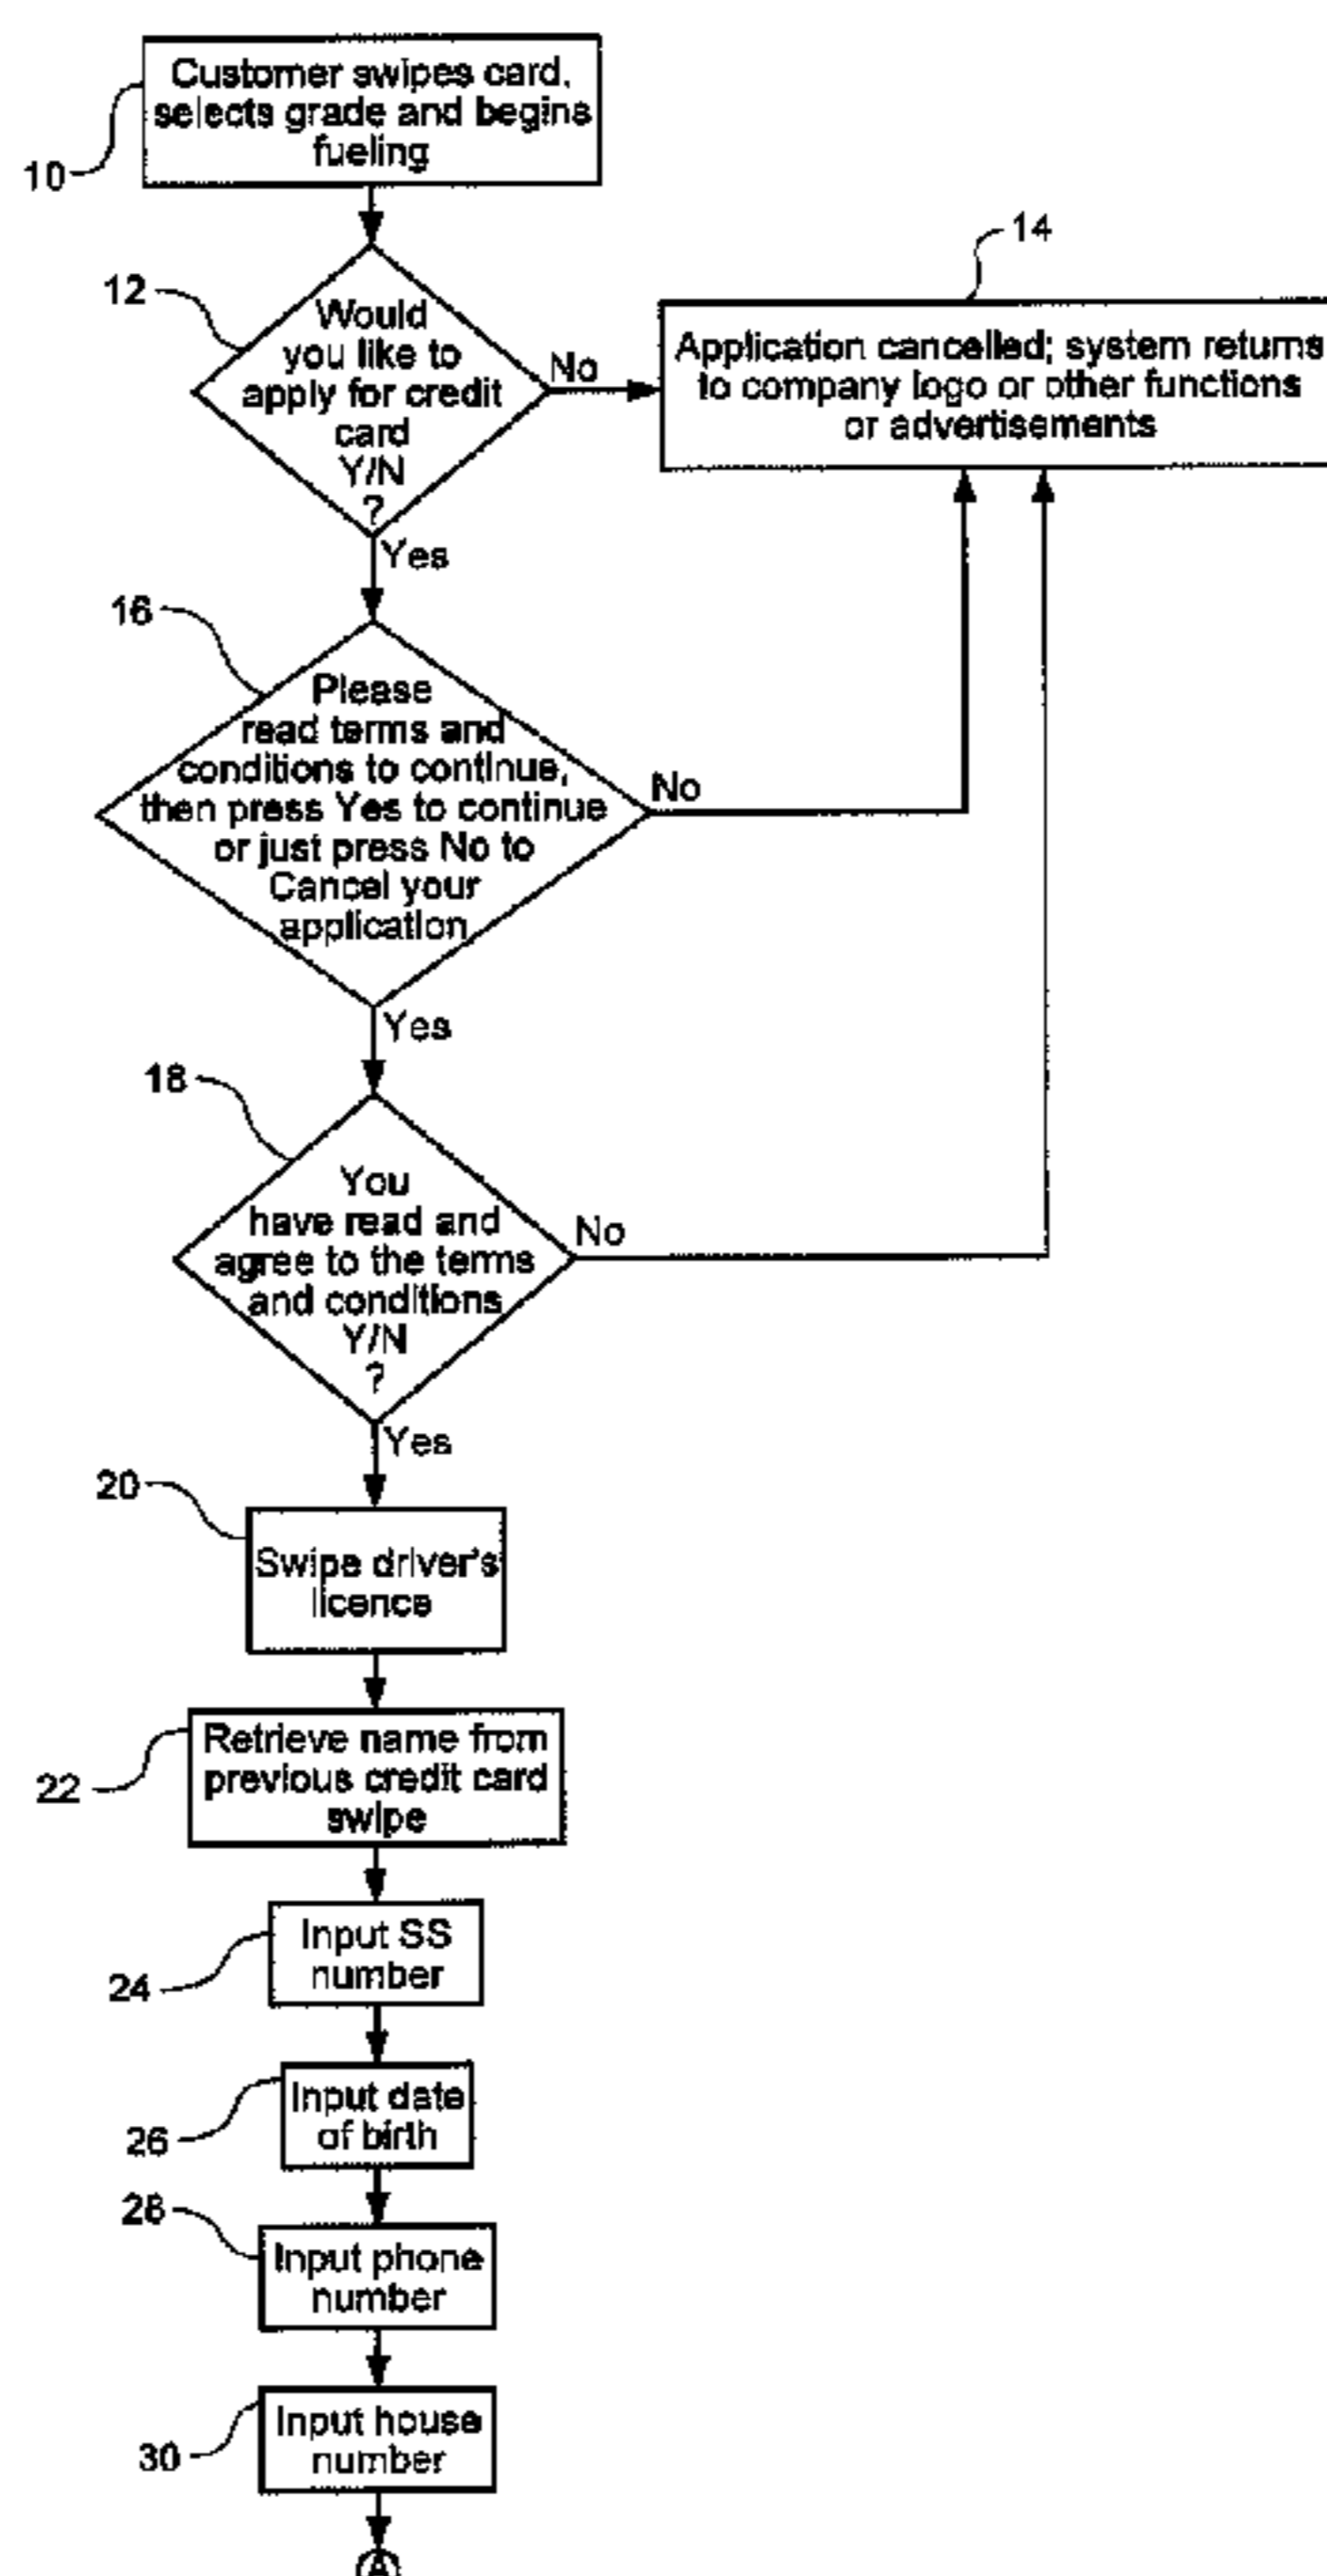 Customer swipes card,
selects grade and begins
fueling
10
14
12
Would
you like to
apply for credit
card
Y/N
?
No
Application cancelled; system returns
to company logo or other functions
or advertisements
Yes
16
Please
read terms and
conditions to continue,
then press Yes to continue
or just press No to
Cancel your
application
No
Yes
18
You
have read and
agree to the terms
and conditions
Y/N
?
No
Yes
20
Swipe driver's
licence
22
Retrieve name from
previous credit card
swipe
24
Input SS
number
26
Input date
of birth
28
Input phone
number
30
Input house
number
A